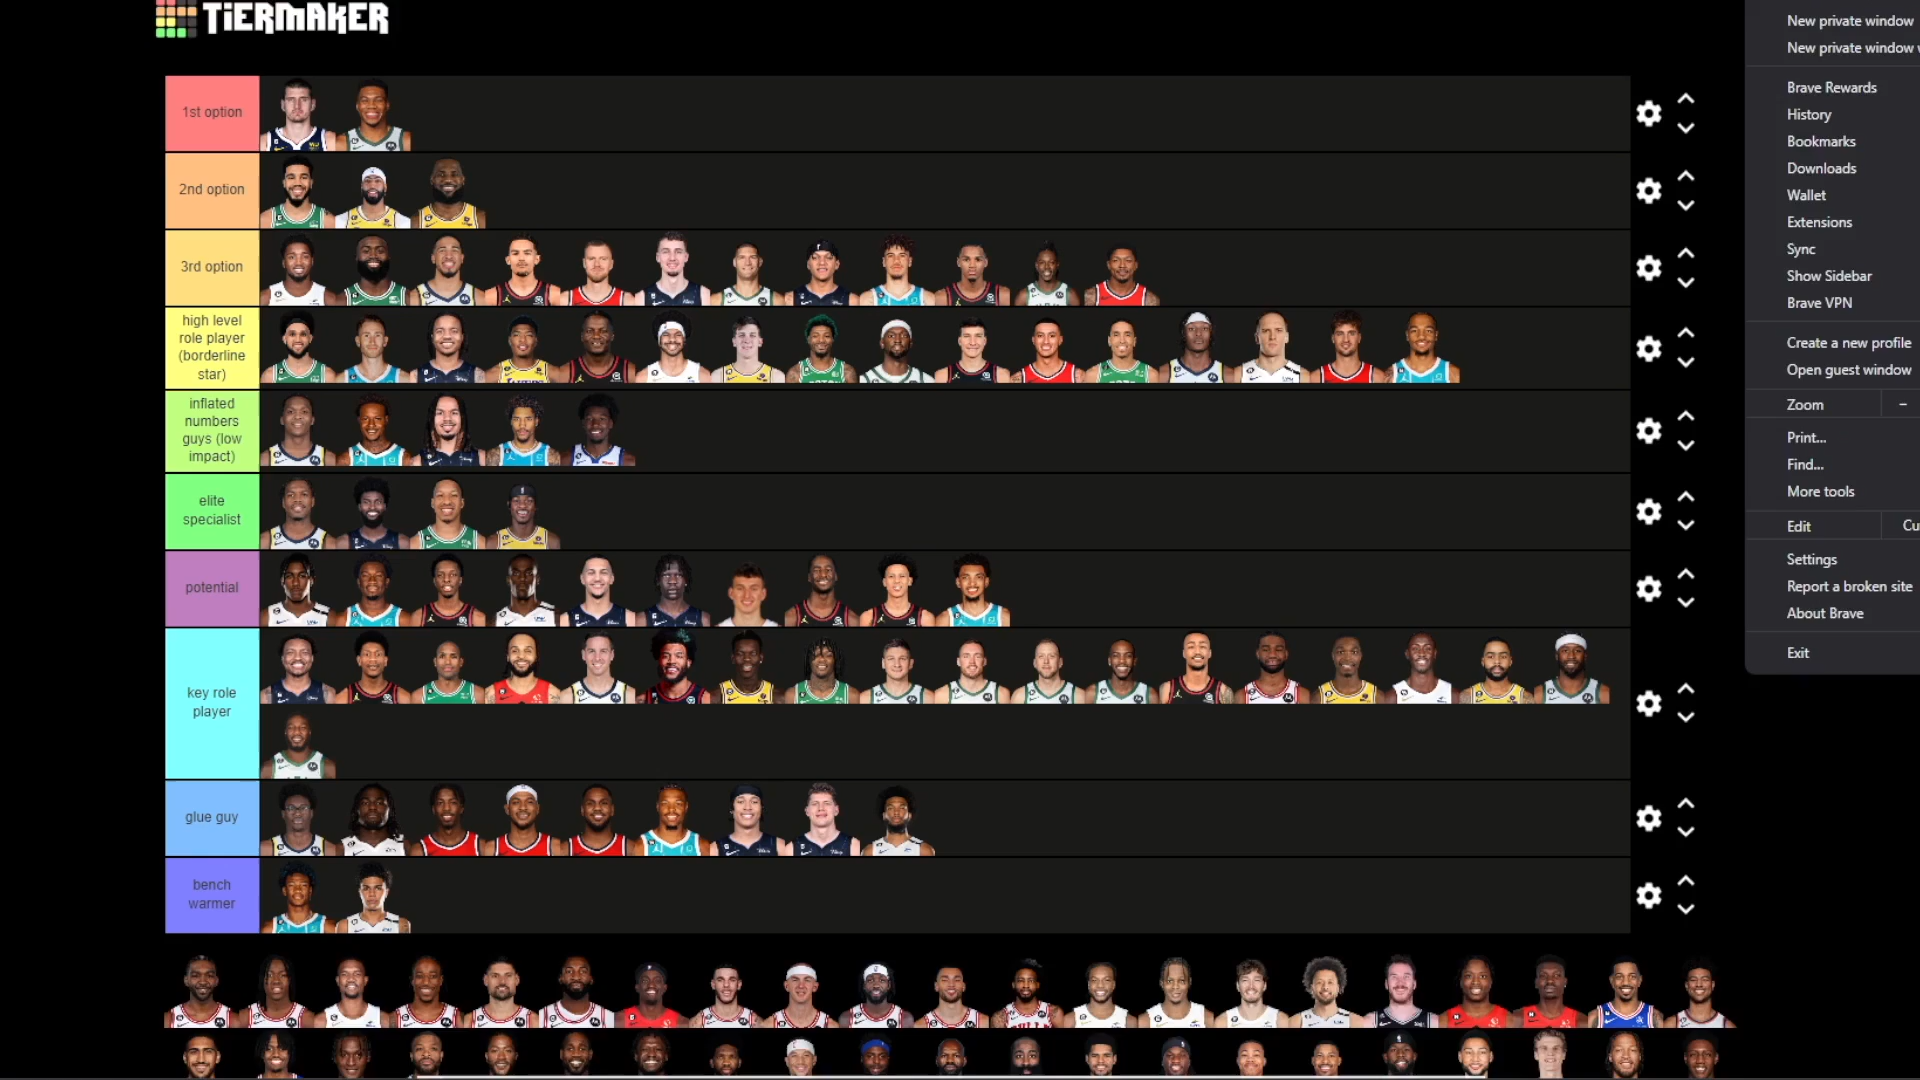 TIERMAKER
1st option
2nd option
3rd option
high level
role player
(borderline
star)
inflated
numbers
guys (low
impact)
elite
specialist
potential
key role
player
glue guy
bench
warmer
New private window
New private window
Brave Rewards
History
Bookmarks
Downloads
Wallet
Extensions
Sync
Show Sidebar
Brave VPN
Create a new profile
Open guest window
Zoom −
Print...
Find...
More tools
Edit Cu
Settings
Report a broken site
About Brave
Exit